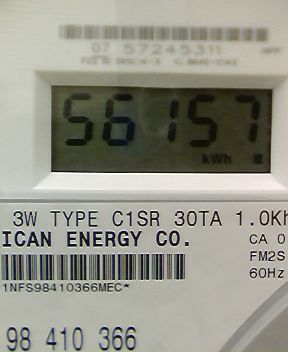 07 57245311
56157
kWh
3W TYPE C1SR 30TA 1.0Kh
ICAN ENERGY CO.
CA 0
FM2S
1NFS98410366MEC*
60Hz
98 410 366